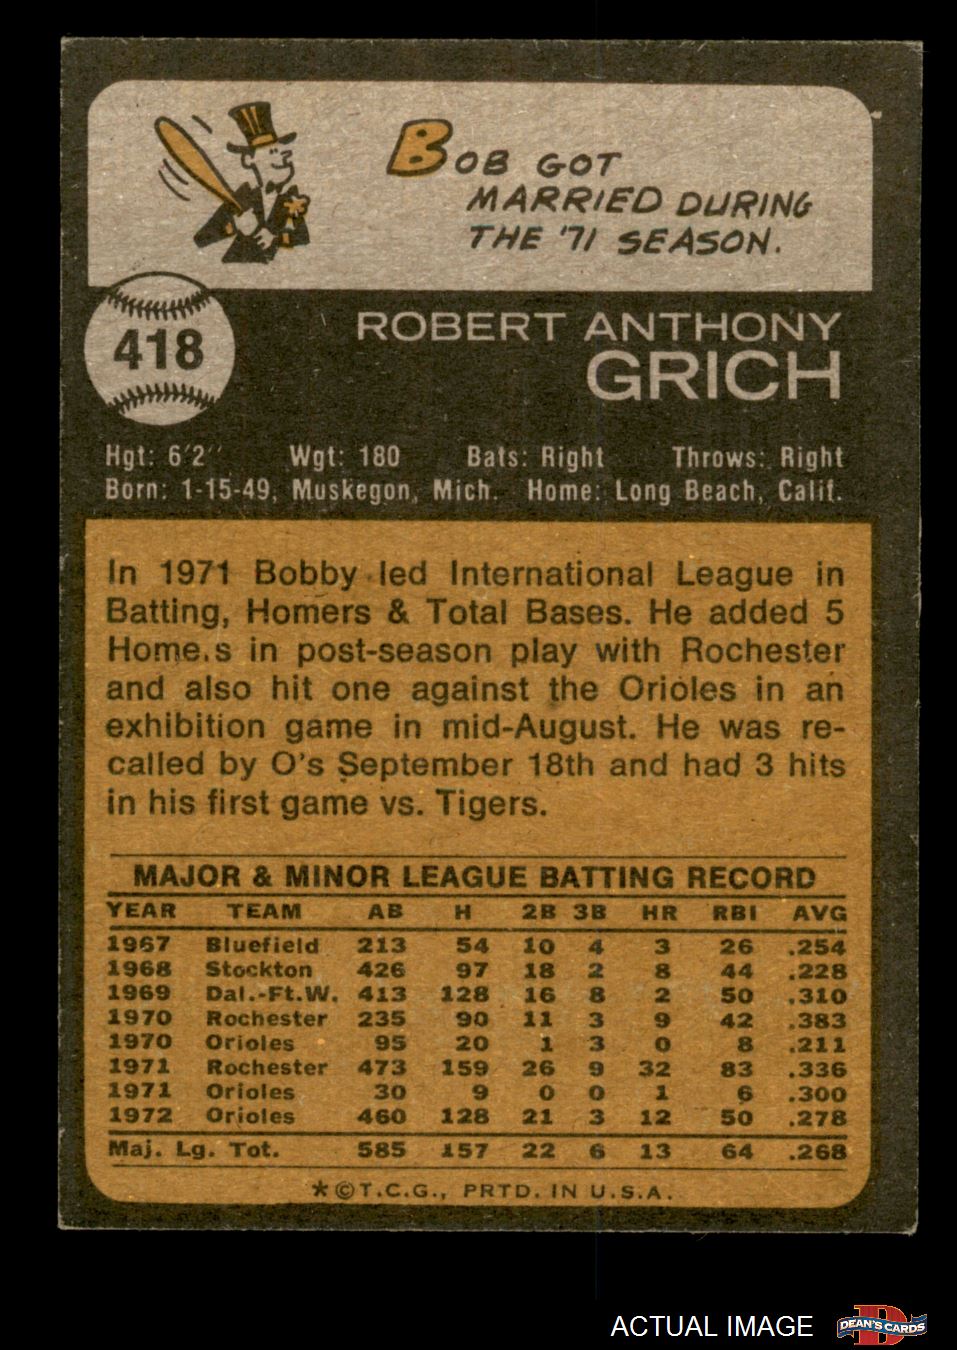 BOB GOT
MARRIED DURING
THE '71 SEASON.
418
ROBERT ANTHONY
GRICH
Hgt: 6'2" Wgt: 180 Bats: Right Throws: Right
Born: 1-15-49, Muskegon, Mich. Home: Long Beach, Calif.
In 1971 Bobby led International League in
Batting, Homers & Total Bases. He added 5
Home.s in post-season play with Rochester
and also hit one against the Orioles in an
exhibition game in mid-August. He was re-
called by O's September 18th and had 3 hits
in his first game vs. Tigers.
MAJOR & MINOR LEAGUE BATTING RECORD
YEAR TEAM AB H 2B 3B HR RBI AVG
1967 Bluefield 213 54 10 4 3 26 .254
1968 Stockton 426 97 18 2 8 44 .228
1969 Dal.-Ft.W. 413 128 16 8 2 50 .310
1970 Rochester 235 90 11 3 9 42 .383
1970 Orioles 95 20 1 3 0 8 .211
1971 Rochester 473 159 26 9 32 83 .336
1971 Orioles 30 9 0 0 1 6 .300
1972 Orioles 460 128 21 3 12 50 .278
Maj. Lg. Tot. 585 157 22 6 13 64 .268
*©T.C.G., PRTD. IN U.S.A.
ACTUAL IMAGE
D
DEAN'S CARDS